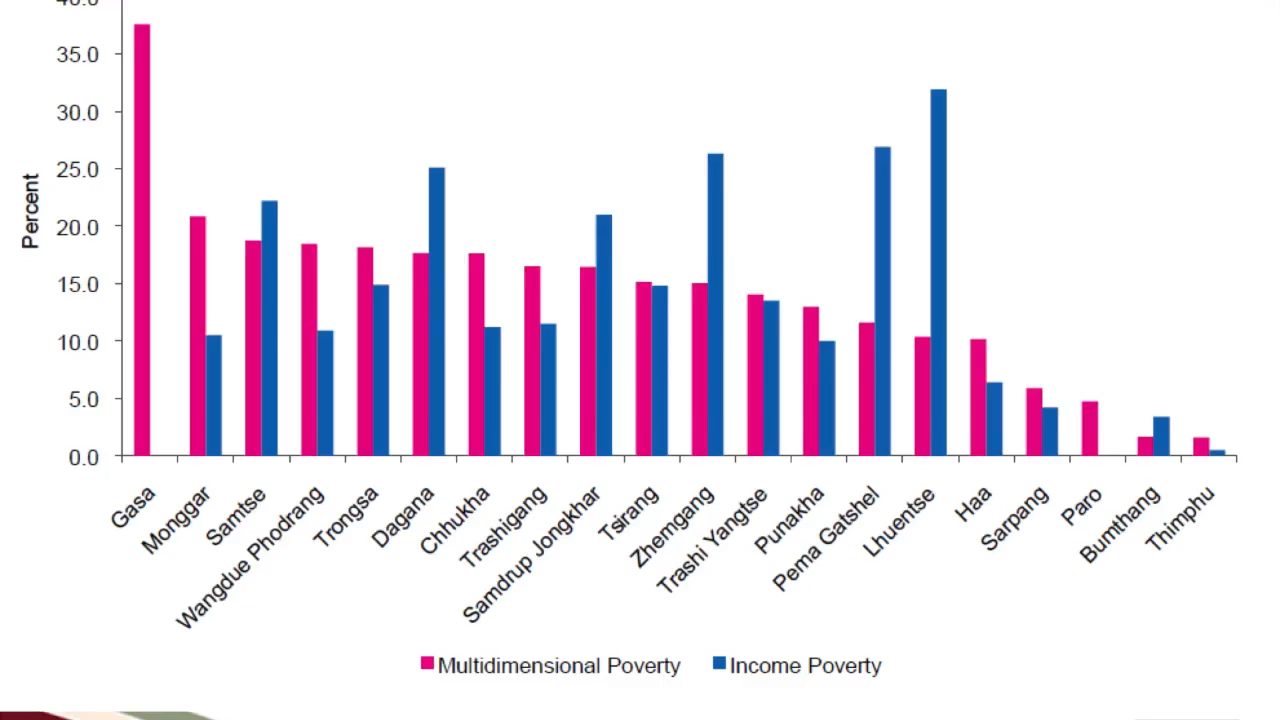 40.0
35.0
30.0
25.0
20.0
15.0
10.0
5.0
0.0
Percent
Gasa
Monggar
Samtse
Wangdue Phodrang
Trongsa
Dagana
Chhukha
Trashigang
Samdrup Jongkhar
Tsirang
Zhemgang
Trashi Yangtse
Punakha
Pema Gatshel
Lhuentse
Haa
Sarpang
Paro
Bumthang
Thimphu
Multidimensional Poverty
Income Poverty